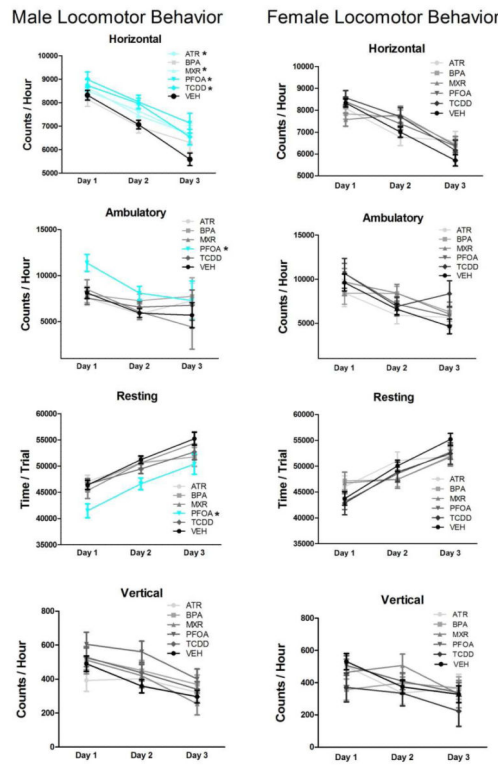 Male Locomotor Behavior
Female Locomotor Behavior
Horizontal
ATR *
BPA
MXR *
PFOA *
TCDD *
VEH
Counts / Hour
10000
9000
8000
7000
6000
5000
Day 1 Day 2 Day 3
Horizontal
ATR
BPA
MXR
PFOA
TCDD
VEH
Counts / Hour
11000
10000
9000
8000
7000
6000
5000
Day 1 Day 2 Day 3
Ambulatory
ATR
BPA
MXR
PFOA *
TCDD
VEH
Counts / Hour
15000
10000
5000
Day 1 Day 2 Day 3
Ambulatory
ATR
BPA
MXR
PFOA
TCDD
VEH
Counts / Hour
15000
10000
5000
Day 1 Day 2 Day 3
Resting
ATR
BPA
MXR
PFOA *
TCDD
VEH
Time / Trial
60000
55000
50000
45000
40000
35000
Day 1 Day 2 Day 3
Resting
ATR
BPA
MXR
PFOA
TCDD
VEH
Time / Trial
60000
55000
50000
45000
40000
35000
Day 1 Day 2 Day 3
Vertical
ATR
BPA
MXR
PFOA
TCDD
VEH
Counts / Hour
800
600
400
200
0
Day 1 Day 2 Day 3
Vertical
ATR
BPA
MXR
PFOA
TCDD
VEH
Counts / Hour
800
600
400
200
0
Day 1 Day 2 Day 3